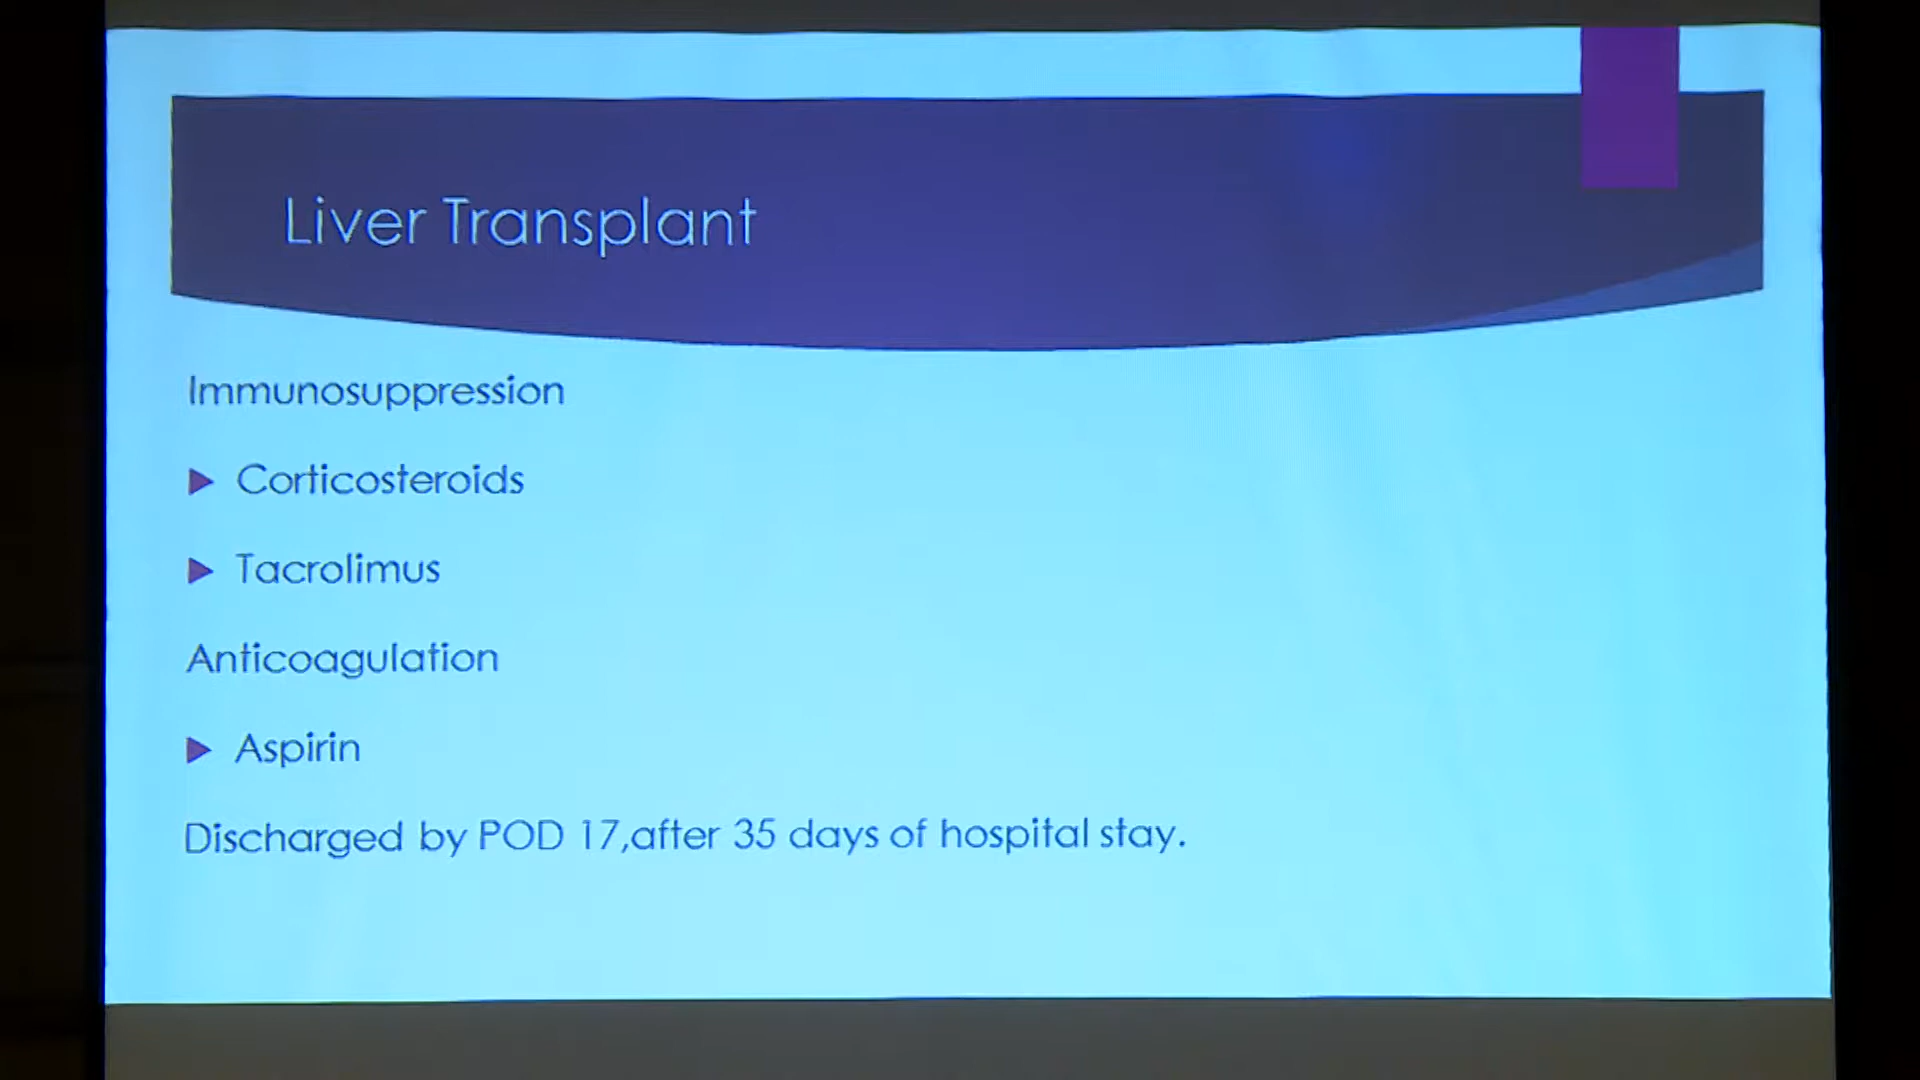 Liver Transplant
Immunosuppression
Corticosteroids
Tacrolimus
Anticoagulation
Aspirin
Discharged by POD 17,after 35 days of hospital stay.